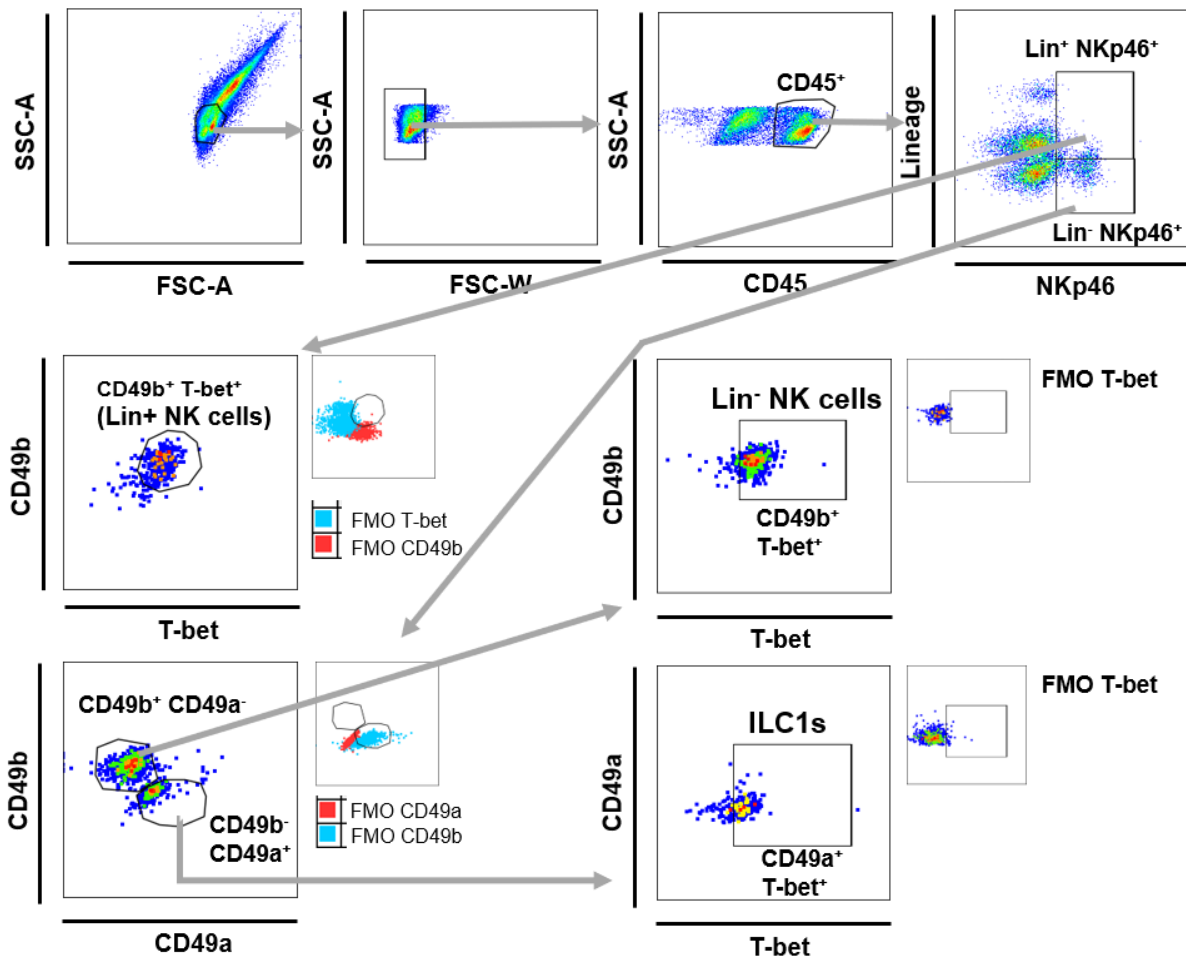 SSC-A
FSC-A
SSC-A
FSC-W
SSC-A
CD45⁺
CD45
Lineage
Lin⁺ NKp46⁺
Lin⁻ NKp46⁺
NKp46
CD49b
CD49b⁺ T-bet⁺
(Lin+ NK cells)
T-bet
FMO T-bet
FMO CD49b
CD49b
Lin⁻ NK cells
CD49b⁺
T-bet⁺
T-bet
FMO T-bet
CD49b
CD49b⁺ CD49a⁻
CD49b⁻
CD49a⁺
CD49a
FMO CD49a
FMO CD49b
CD49a
ILC1s
CD49a⁺
T-bet⁺
T-bet
FMO T-bet